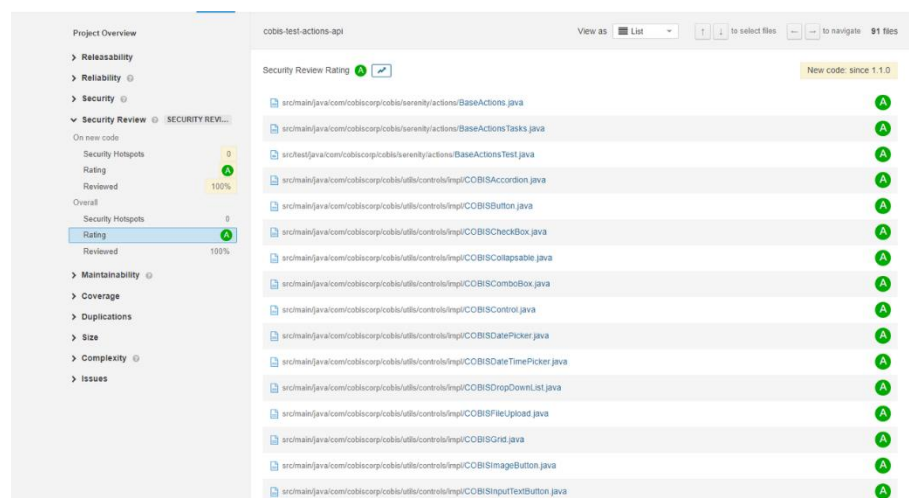 Project Overview
cobis-test-actions-api
View as List ↑ ↓ to select files ← → to navigate 91 files
Releasability
Reliability
Security
Security Review SECURITY REVI...
On new code
Security Hotspots 0
Rating A
Reviewed 100%
Overall
Security Hotspots 0
Rating A
Reviewed 100%
Maintainability
Coverage
Duplications
Size
Complexity
Issues
Security Review Rating A
New code: since 1.1.0
src/main/java/com/cobiscorp/cobis/serenity/actions/BaseActions.java A
src/main/java/com/cobiscorp/cobis/serenity/actions/BaseActionsTasks.java A
src/test/java/com/cobiscorp/cobis/serenity/actions/BaseActionsTest.java A
src/main/java/com/cobiscorp/cobis/utils/controls/impl/COBISAccordion.java A
src/main/java/com/cobiscorp/cobis/utils/controls/impl/COBISButton.java A
src/main/java/com/cobiscorp/cobis/utils/controls/impl/COBISCheckBox.java A
src/main/java/com/cobiscorp/cobis/utils/controls/impl/COBISCollapsable.java A
src/main/java/com/cobiscorp/cobis/utils/controls/impl/COBISComboBox.java A
src/main/java/com/cobiscorp/cobis/utils/controls/impl/COBISControl.java A
src/main/java/com/cobiscorp/cobis/utils/controls/impl/COBISDatePicker.java A
src/main/java/com/cobiscorp/cobis/utils/controls/impl/COBISDateTimePicker.java A
src/main/java/com/cobiscorp/cobis/utils/controls/impl/COBISDropDownList.java A
src/main/java/com/cobiscorp/cobis/utils/controls/impl/COBISFileUpload.java A
src/main/java/com/cobiscorp/cobis/utils/controls/impl/COBISGrid.java A
src/main/java/com/cobiscorp/cobis/utils/controls/impl/COBISImageButton.java A
src/main/java/com/cobiscorp/cobis/utils/controls/impl/COBISInputTextButton.java A